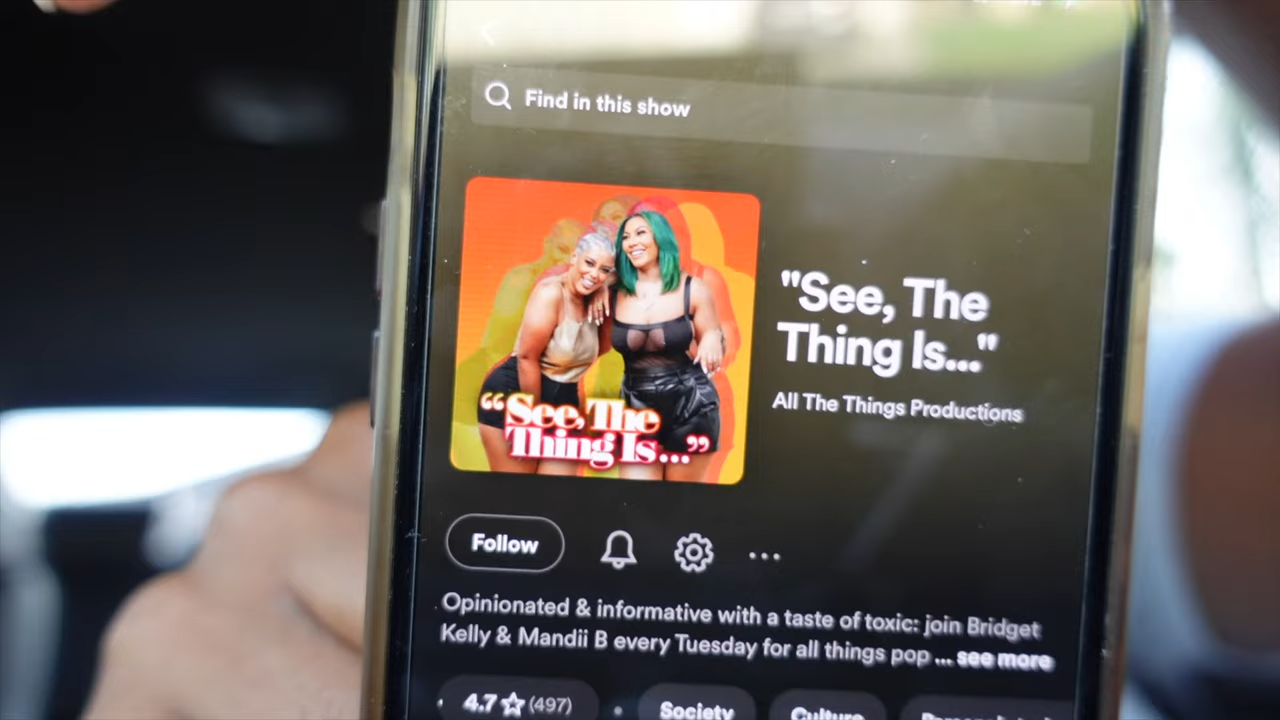 Find in this show
"See, The
Thing Is..."
All The Things Productions
“See, The
Thing Is...”
Follow
Opinionated & informative with a taste of toxic: join Bridget
Kelly & Mandii B every Tuesday for all things pop ... see more
4.7 (497)
Society
Culture